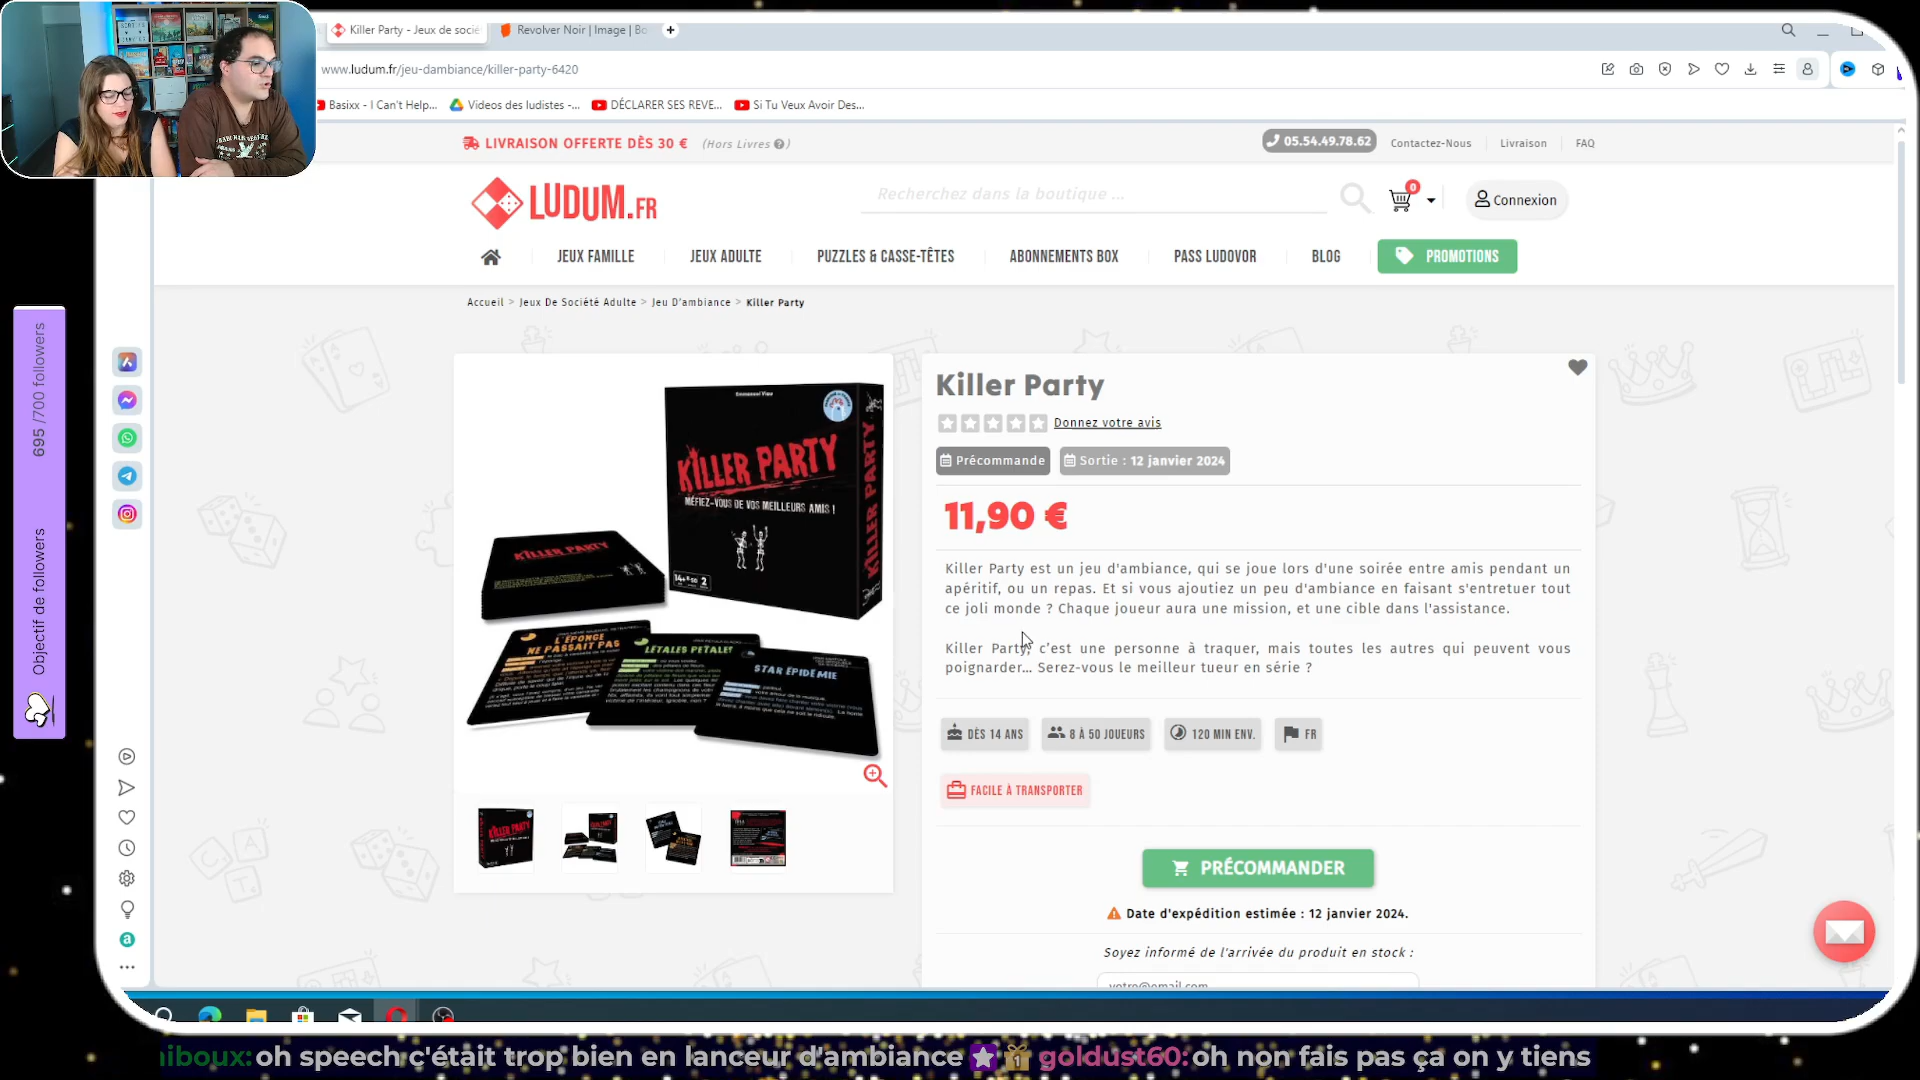 Killer Party - Jeux de socié
Revolver Noir | Image | Bo
www.ludum.fr/jeu-dambiance/killer-party-6420
Basixx - I Can't Help...
Videos des ludistes -...
DÉCLARER SES REVE...
Si Tu Veux Avoir Des...
LIVRAISON OFFERTE DÈS 30 € (Hors Livres ?)
05.54.49.78.62
Contactez-Nous
Livraison
FAQ
LUDUM.FR
Recherchez dans la boutique ...
0
Connexion
JEUX FAMILLE
JEUX ADULTE
PUZZLES & CASSE-TÊTES
ABONNEMENTS BOX
PASS LUDOVOR
BLOG
PROMOTIONS
Accueil > Jeux De Société Adulte > Jeu D'ambiance > Killer Party
Objectif de followers
695 /700 followers
KILLER PARTY
MÉFIEZ-VOUS DE VOS MEILLEURS AMIS !
KILLER PARTY
KILLER PARTY
L'ÉPONGE
NE PASSAIT PAS
LÉTALES PETALES
STAR ÉPIDÉMIE
Killer Party
Donnez votre avis
Précommande
Sortie : 12 janvier 2024
11,90 €
Killer Party est un jeu d'ambiance, qui se joue lors d'une soirée entre amis pendant un
apéritif, ou un repas. Et si vous ajoutiez un peu d'ambiance en faisant s'entretuer tout
ce joli monde ? Chaque joueur aura une mission, et une cible dans l'assistance.
Killer Party, c'est une personne à traquer, mais toutes les autres qui peuvent vous
poignarder... Serez-vous le meilleur tueur en série ?
DÈS 14 ANS
8 À 50 JOUEURS
120 MIN ENV.
FR
FACILE À TRANSPORTER
PRÉCOMMANDER
Date d'expédition estimée : 12 janvier 2024.
Soyez informé de l'arrivée du produit en stock :
votre@email.com
niboux: oh speech c'était trop bien en lanceur d'ambiance 1 goldust60: oh non fais pas ça on y tiens